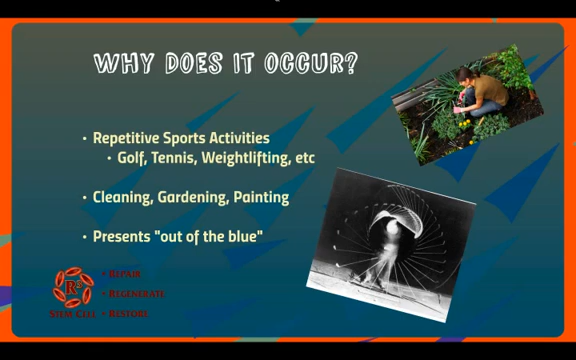 WHY DOES IT OCCUR?
• Repetitive Sports Activities
• Golf, Tennis, Weightlifting, etc
• Cleaning, Gardening, Painting
• Presents "out of the blue"
R3
STEM CELL
• REPAIR
• REGENERATE
• RESTORE